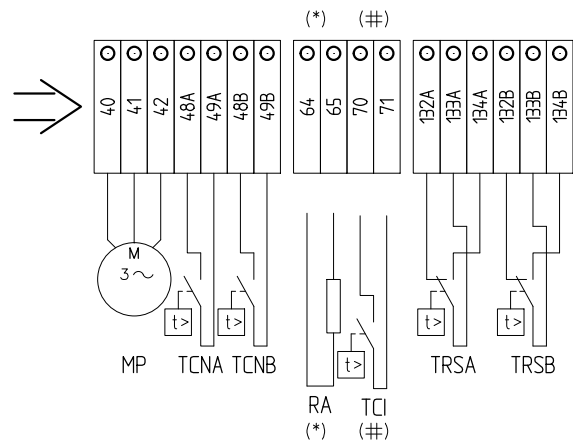 (*) (⋕)
40 41 42 48A 49A 48B 49B 64 65 70 71 132A 133A 134A 132B 133B 134B
M
3 ~
t> t> t> t> t>
MP TCNA TCNB TRSA TRSB
RA TCI
(*) (⋕)